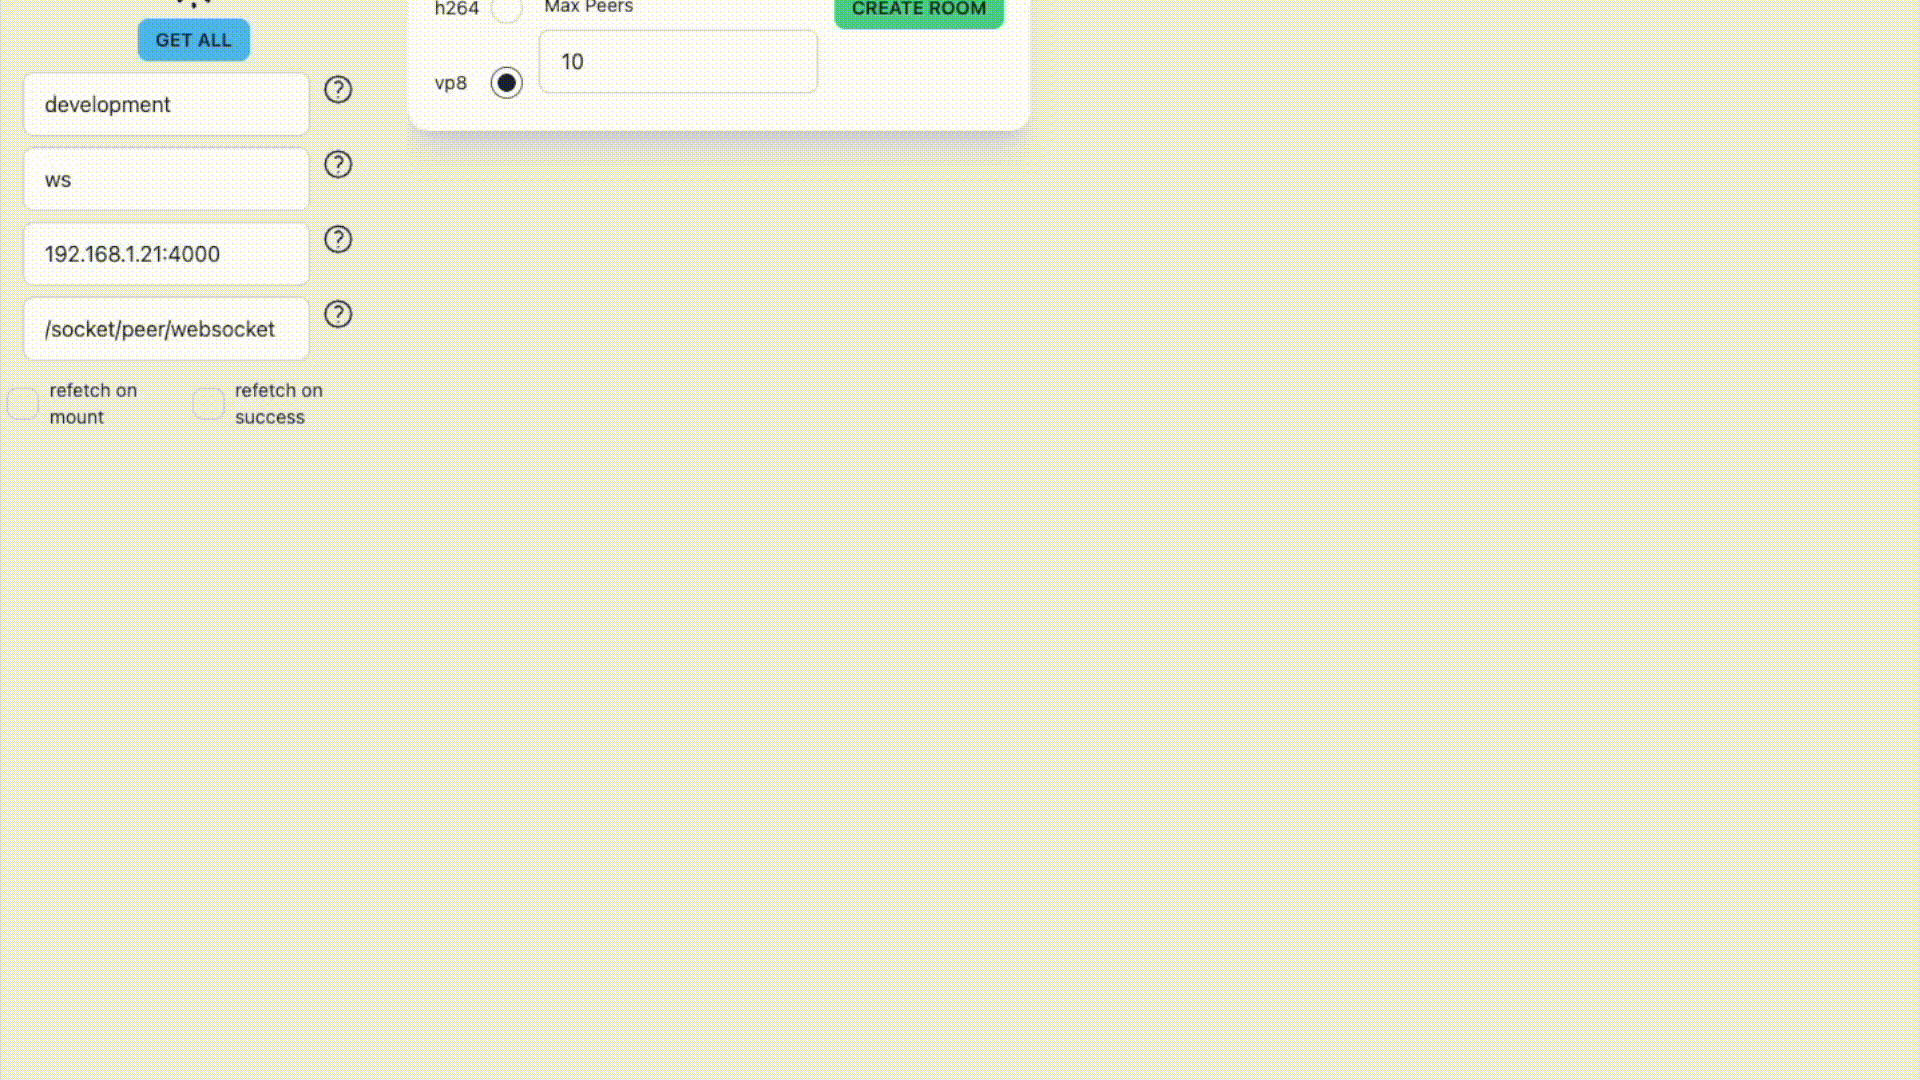 GET ALL
development
ws
192.168.1.21:4000
/socket/peer/websocket
refetch on
mount
refetch on
success
h264
Max Peers
CREATE ROOM
10
vp8